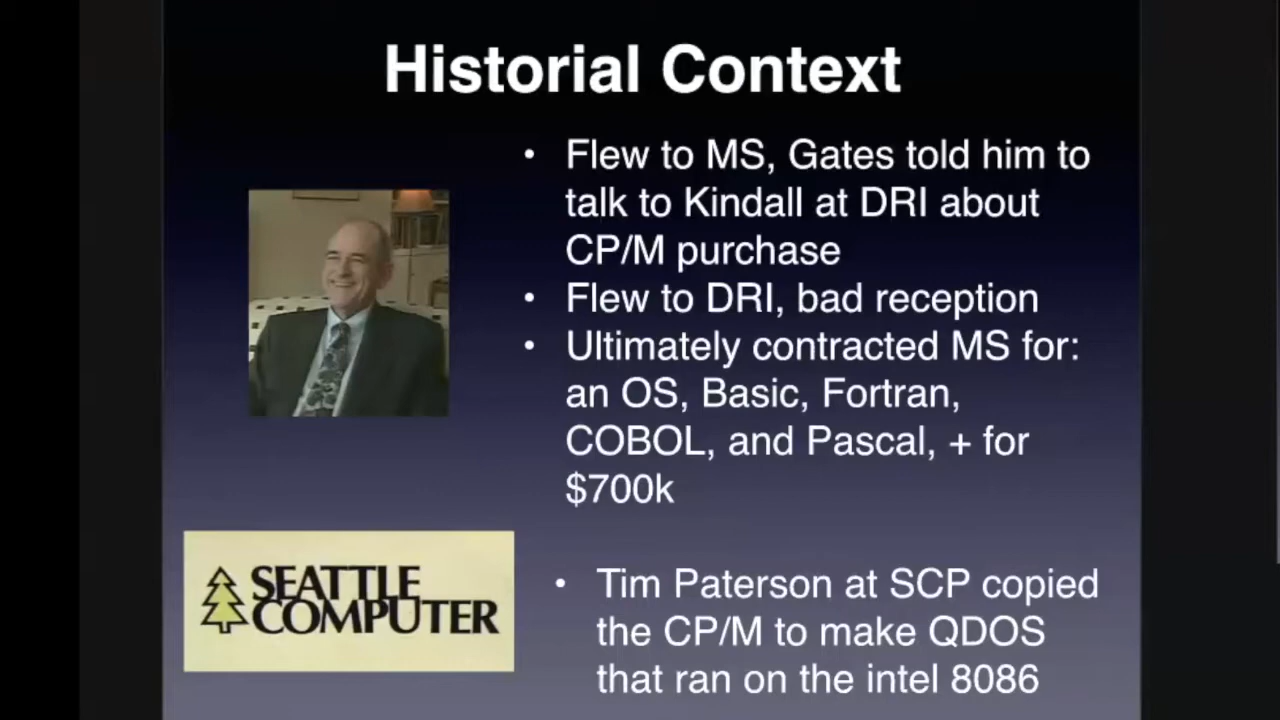 Historial Context
• Flew to MS, Gates told him to
talk to Kindall at DRI about
CP/M purchase
• Flew to DRI, bad reception
• Ultimately contracted MS for:
an OS, Basic, Fortran,
COBOL, and Pascal, + for
$700k
SEATTLE
COMPUTER
• Tim Paterson at SCP copied
the CP/M to make QDOS
that ran on the intel 8086